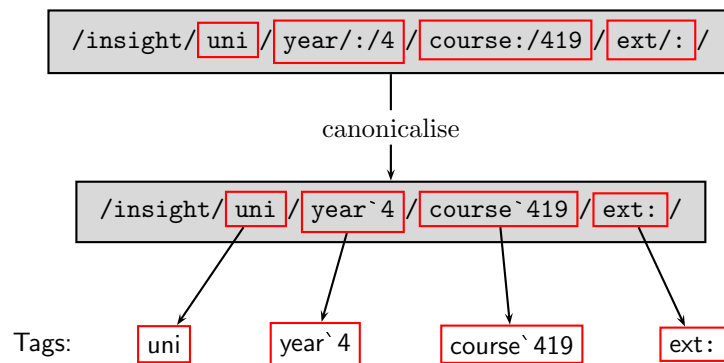 /insight/uni/year/:/4/course:/419/ext/:/
canonicalise
/insight/uni/year`4/course`419/ext:/
Tags: uni year`4 course`419 ext: